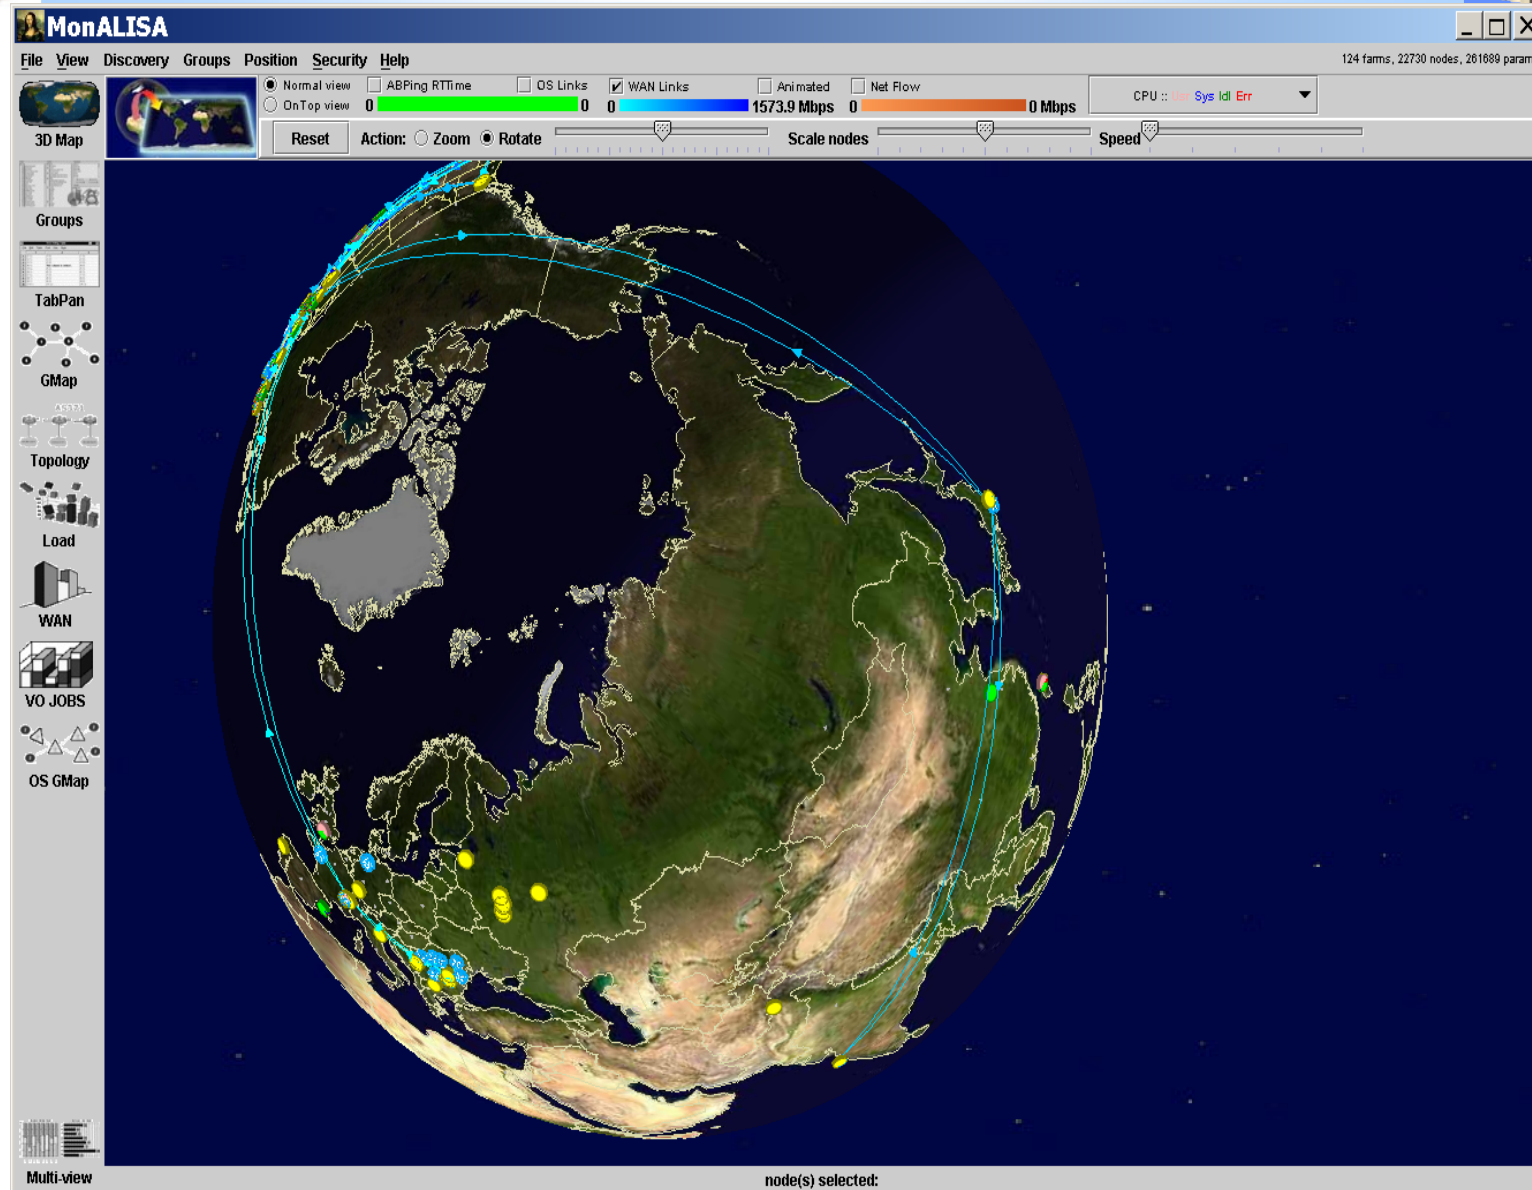 MonALISA
File View Discovery Groups Position Security Help
124 farms, 22730 nodes, 261689 param
Normal view ABPing RTTime OS Links WAN Links Animated Net Flow
OnTop view 0 0 0 1573.9 Mbps 0 0 Mbps
CPU :: Usr Sys Idl Err
Reset Action: Zoom Rotate Scale nodes Speed
3D Map
Groups
TabPan
GMap
Topology
Load
WAN
VO JOBS
OS GMap
Multi-view
node(s) selected: